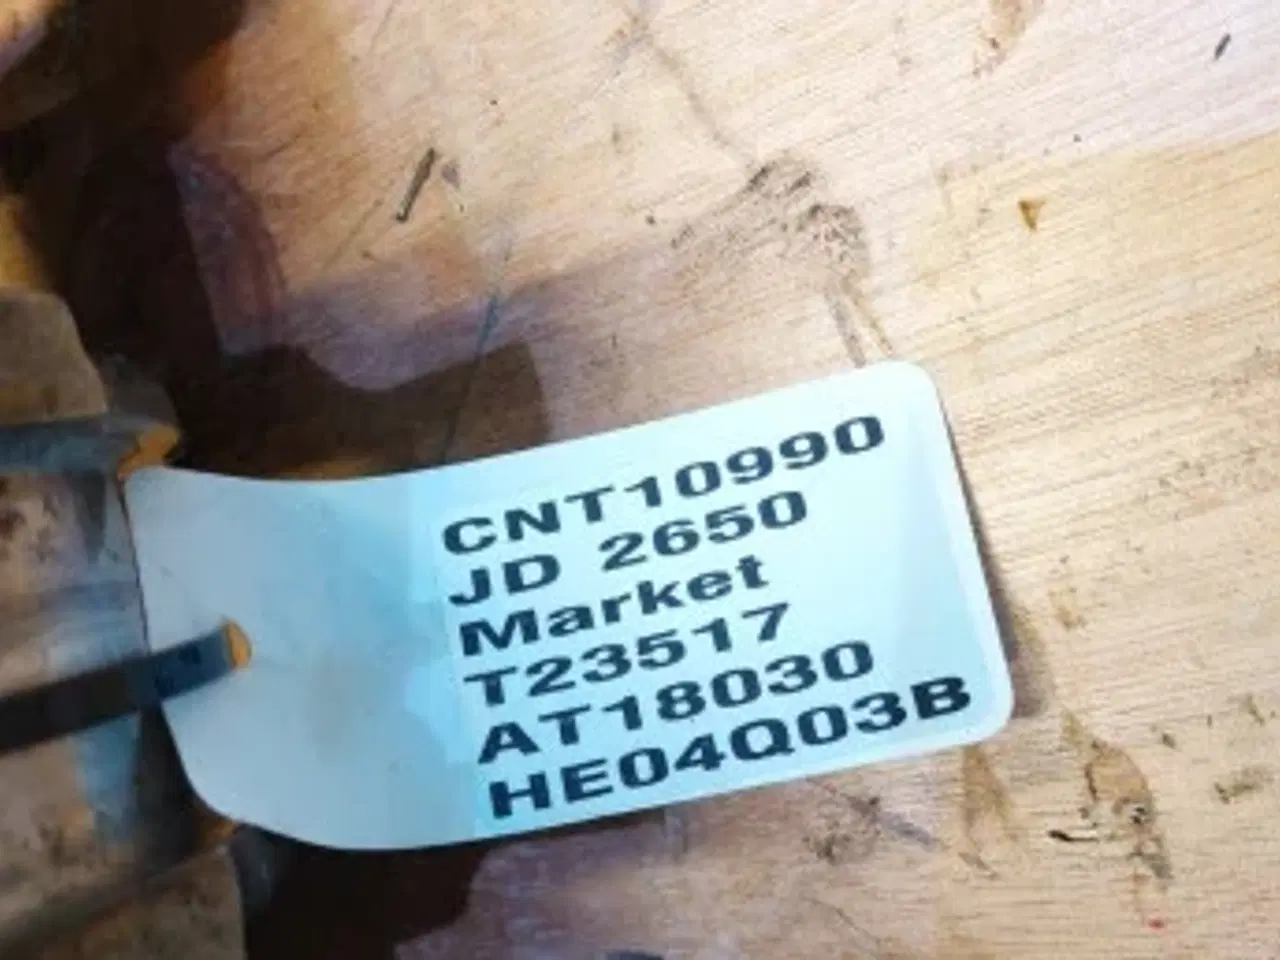 CNT10990
JD 2650
Market
T23517
AT18030
HE04Q03B